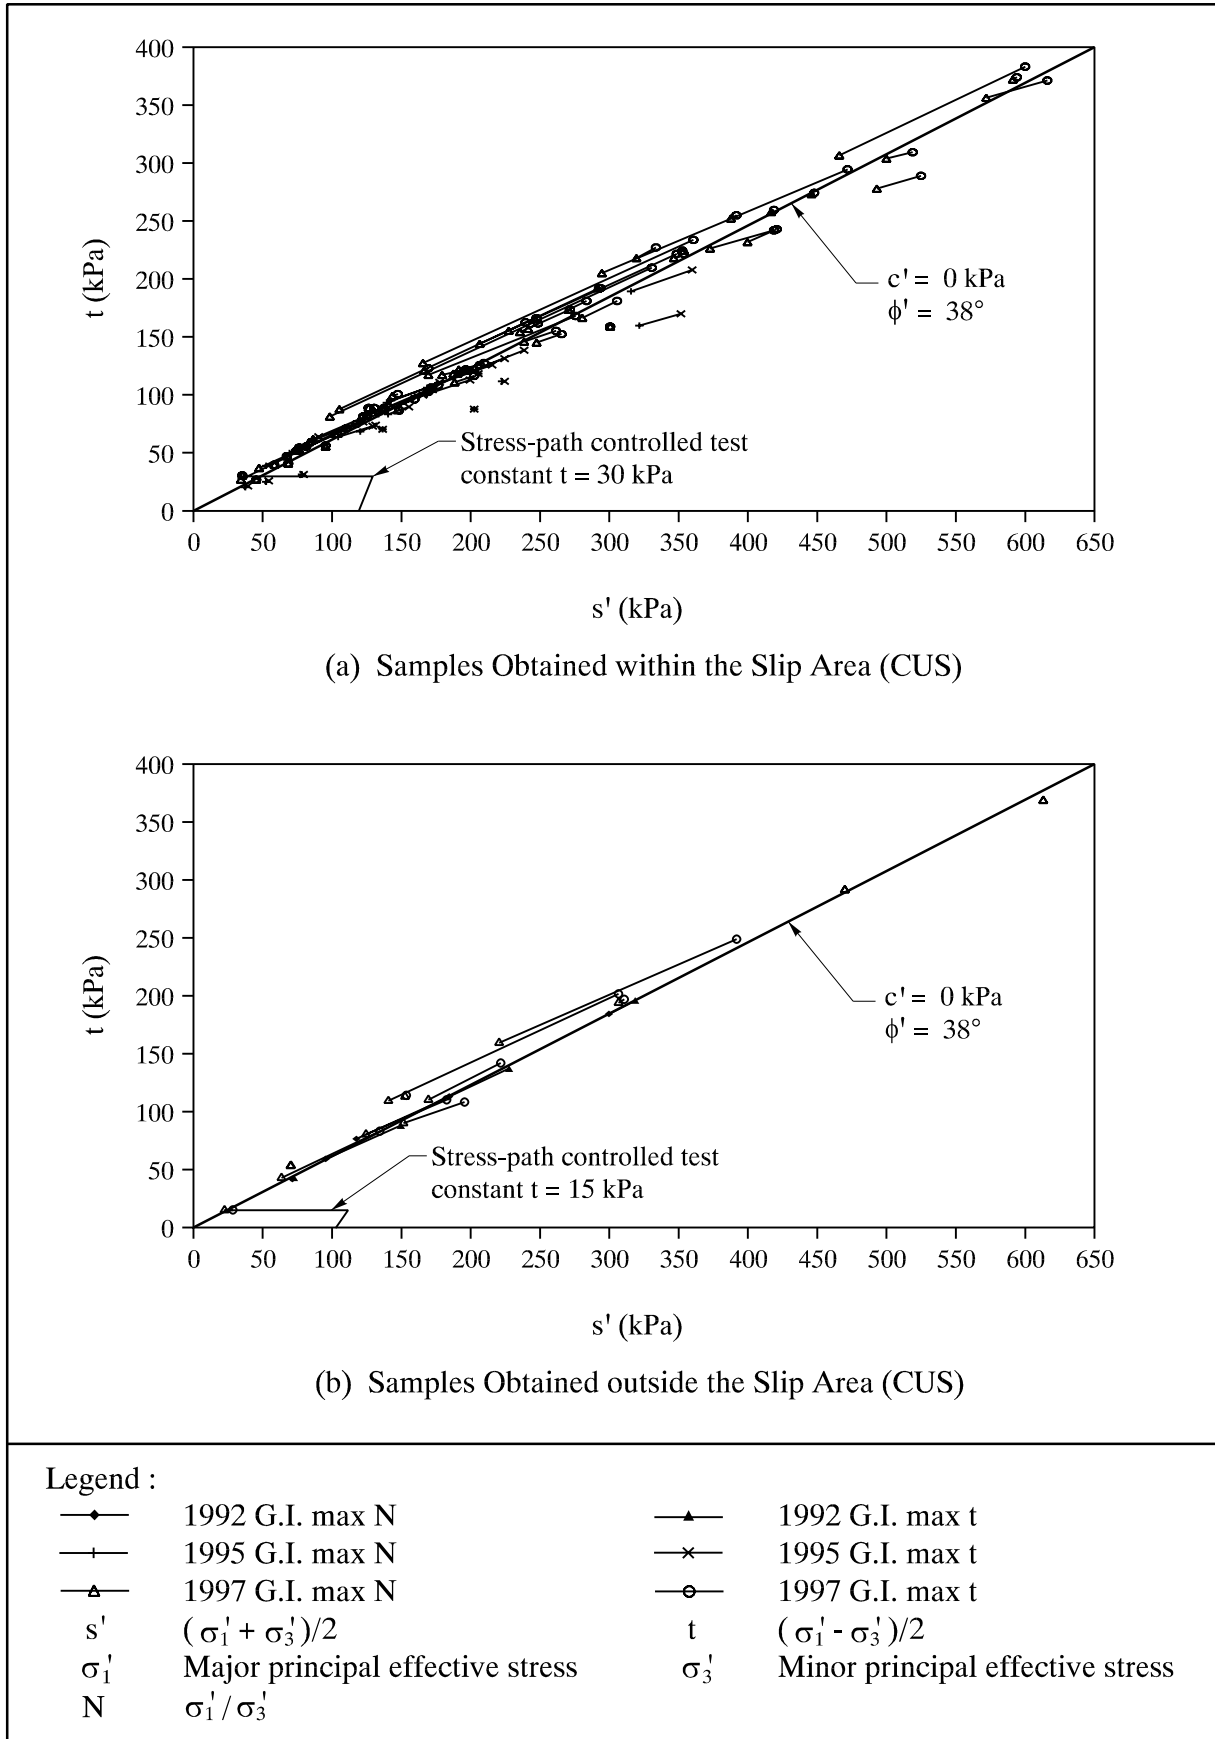 400
350
300
250
200
150
100
50
0
t (kPa)
c' = 0 kPa
ϕ' = 38°
Stress-path controlled test
constant t = 30 kPa
0 50 100 150 200 250 300 350 400 450 500 550 600 650
s' (kPa)
(a) Samples Obtained within the Slip Area (CUS)
400
350
300
250
200
150
100
50
0
t (kPa)
c' = 0 kPa
ϕ' = 38°
Stress-path controlled test
constant t = 15 kPa
0 50 100 150 200 250 300 350 400 450 500 550 600 650
s' (kPa)
(b) Samples Obtained outside the Slip Area (CUS)
Legend :
1992 G.I. max N 1992 G.I. max t
1995 G.I. max N 1995 G.I. max t
1997 G.I. max N 1997 G.I. max t
s' (σ₁' + σ₃')/2 t (σ₁' - σ₃')/2
σ₁' Major principal effective stress σ₃' Minor principal effective stress
N σ₁'/σ₃'